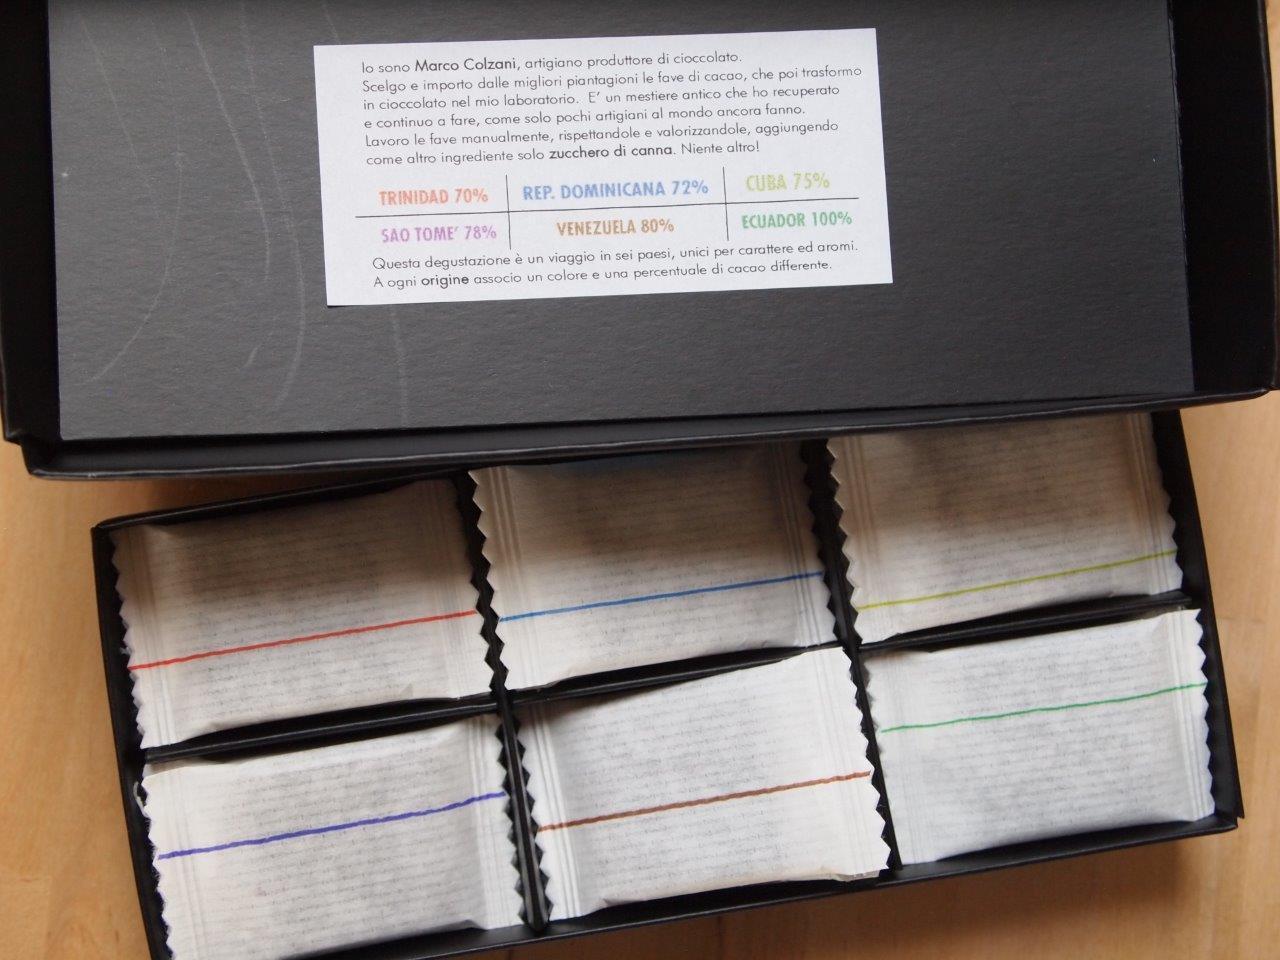 Io sono Marco Colzani, artigiano produttore di cioccolato.
Scelgo e importo dalle migliori piantagioni le fave di cacao, che poi trasformo
in cioccolato nel mio laboratorio. E' un mestiere antico che ho recuperato
e continuo a fare, come solo pochi artigiani al mondo ancora fanno.
Lavoro le fave manualmente, rispettandole e valorizzandole, aggiungendo
come altro ingrediente solo zucchero di canna. Niente altro!
TRINIDAD 70% REP. DOMINICANA 72% CUBA 75%
SAO TOME' 78% VENEZUELA 80% ECUADOR 100%
Questa degustazione è un viaggio in sei paesi, unici per carattere ed aromi.
A ogni origine associo un colore e una percentuale di cacao differente.